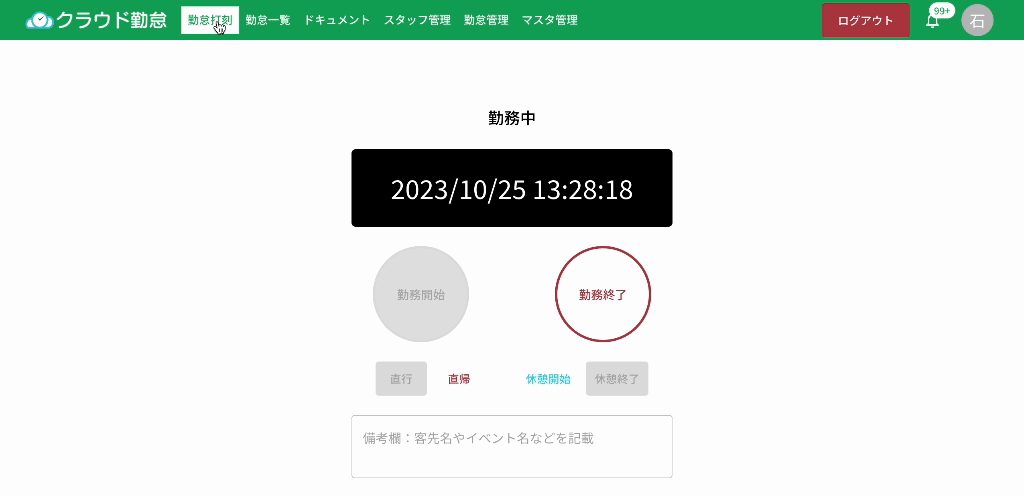 クラウド勤怠 勤怠打刻 勤怠一覧 ドキュメント スタッフ管理 勤怠管理 マスタ管理 ログアウト 99+ 石
勤務中
2023/10/25 13:28:18
勤務開始 勤務終了
直行 直帰 休憩開始 休憩終了
備考欄：客先名やイベント名などを記載